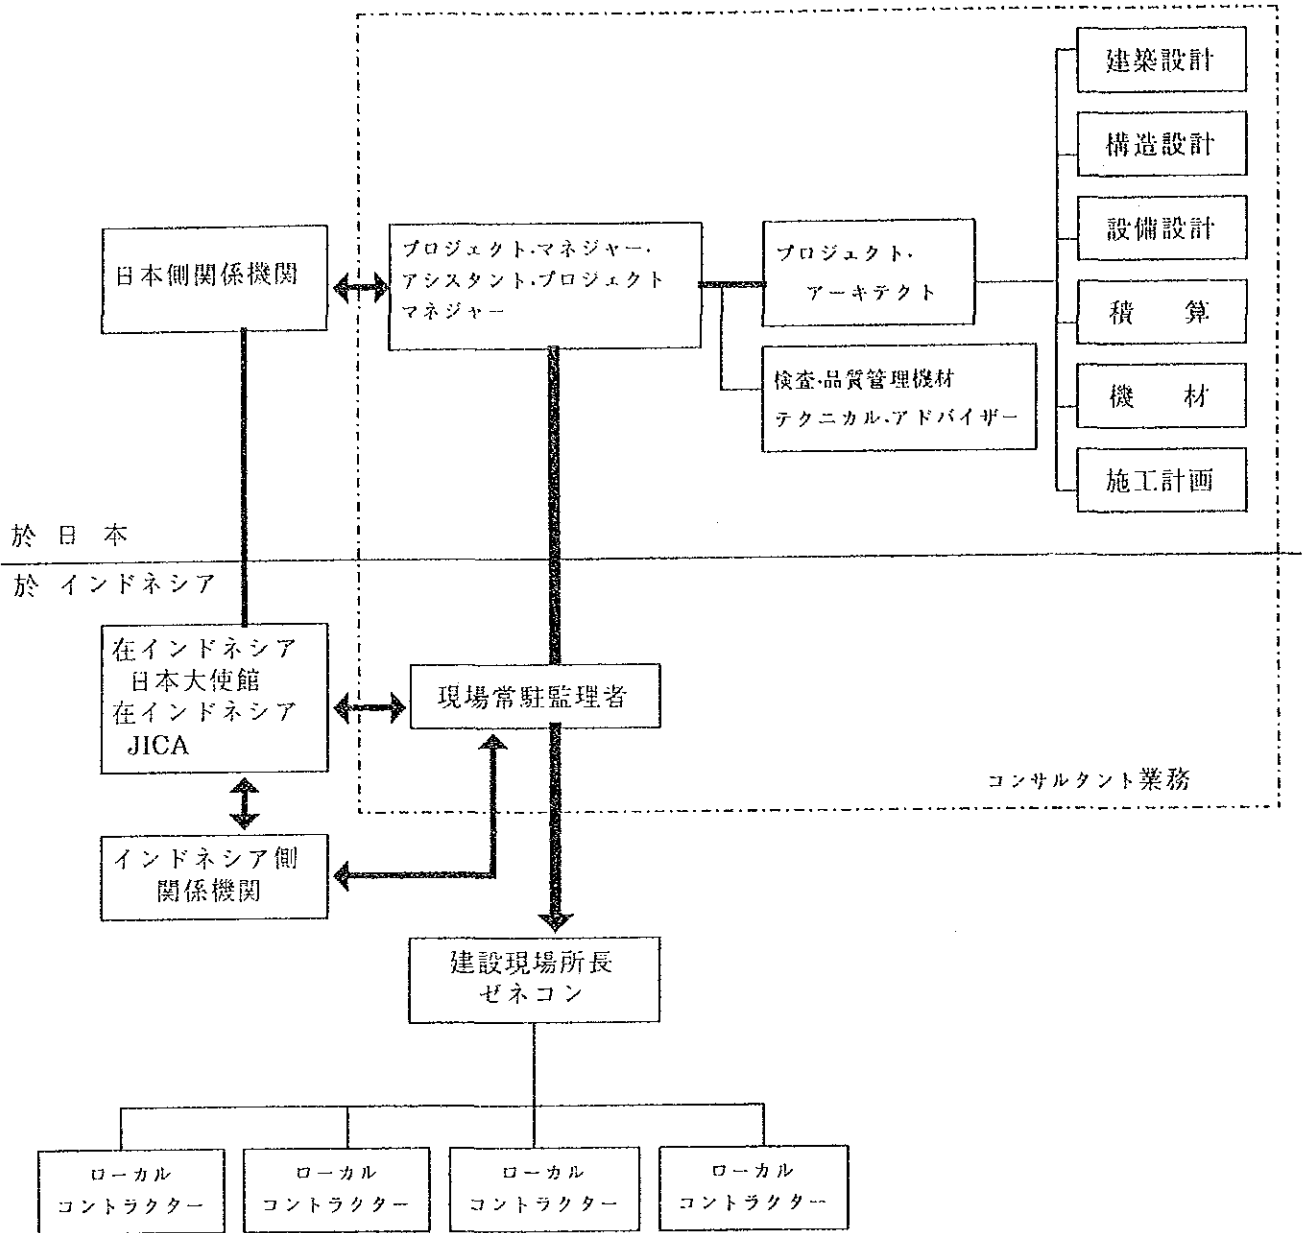 建築設計
構造設計
設備設計
積　算
機　材
施工計画
日本側関係機関
プロジェクト・マネジャー・
アシスタント・プロジェクト
マネジャー
プロジェクト・
アーキテクト
検査・品質管理機材
テクニカル・アドバイザー
於 日 本
於 インドネシア
在インドネシア
日本大使館
在インドネシア
JICA
現場常駐監理者
コンサルタント業務
インドネシア側
関係機関
建設現場所長
ゼネコン
ローカル
コントラクター
ローカル
コントラクター
ローカル
コントラクター
ローカル
コントラクター